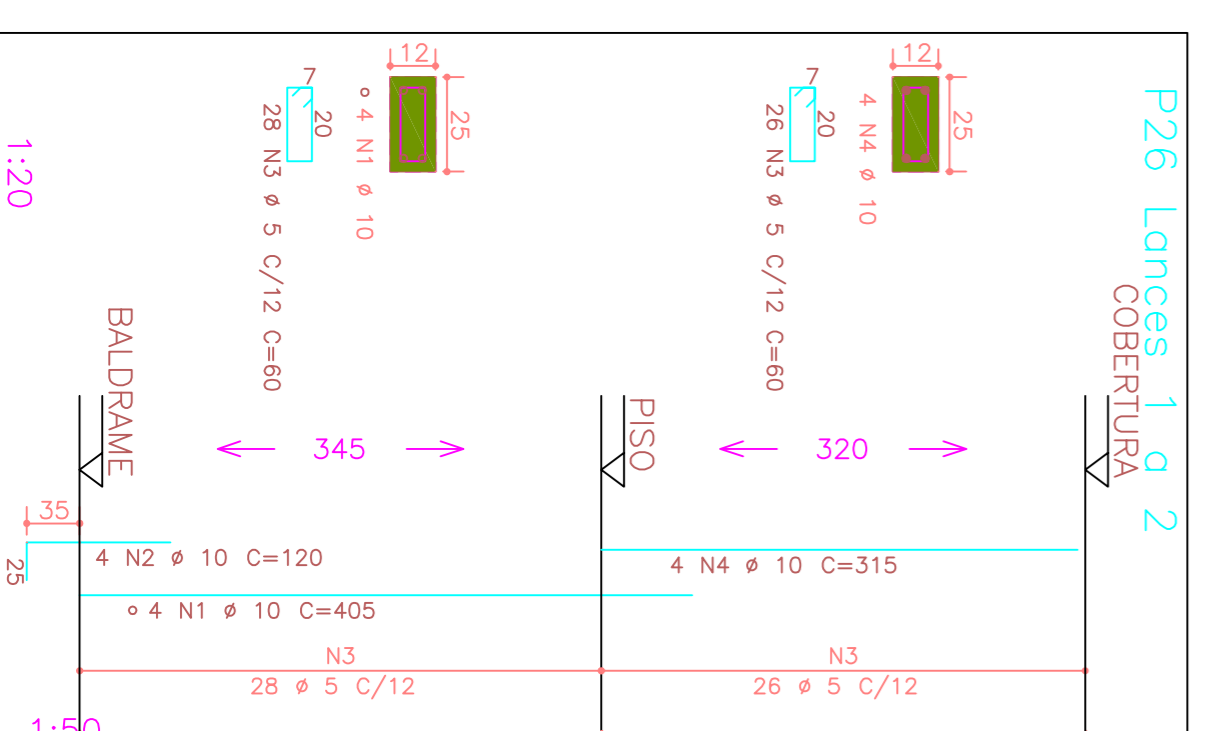 P26 Lances 1 a 2
COBERTURA
12
25
4 N4 ø 10
7
20
26 N3 ø 5 C/12 C=60
320
4 N4 ø 10 C=315
N3
26 ø 5 C/12
PISO
12
25
4 N1 ø 10
7
20
28 N3 ø 5 C/12 C=60
345
4 N1 ø 10 C=405
N3
28 ø 5 C/12
BALDRAME
35
25
4 N2 ø 10 C=120
1:20
1:50